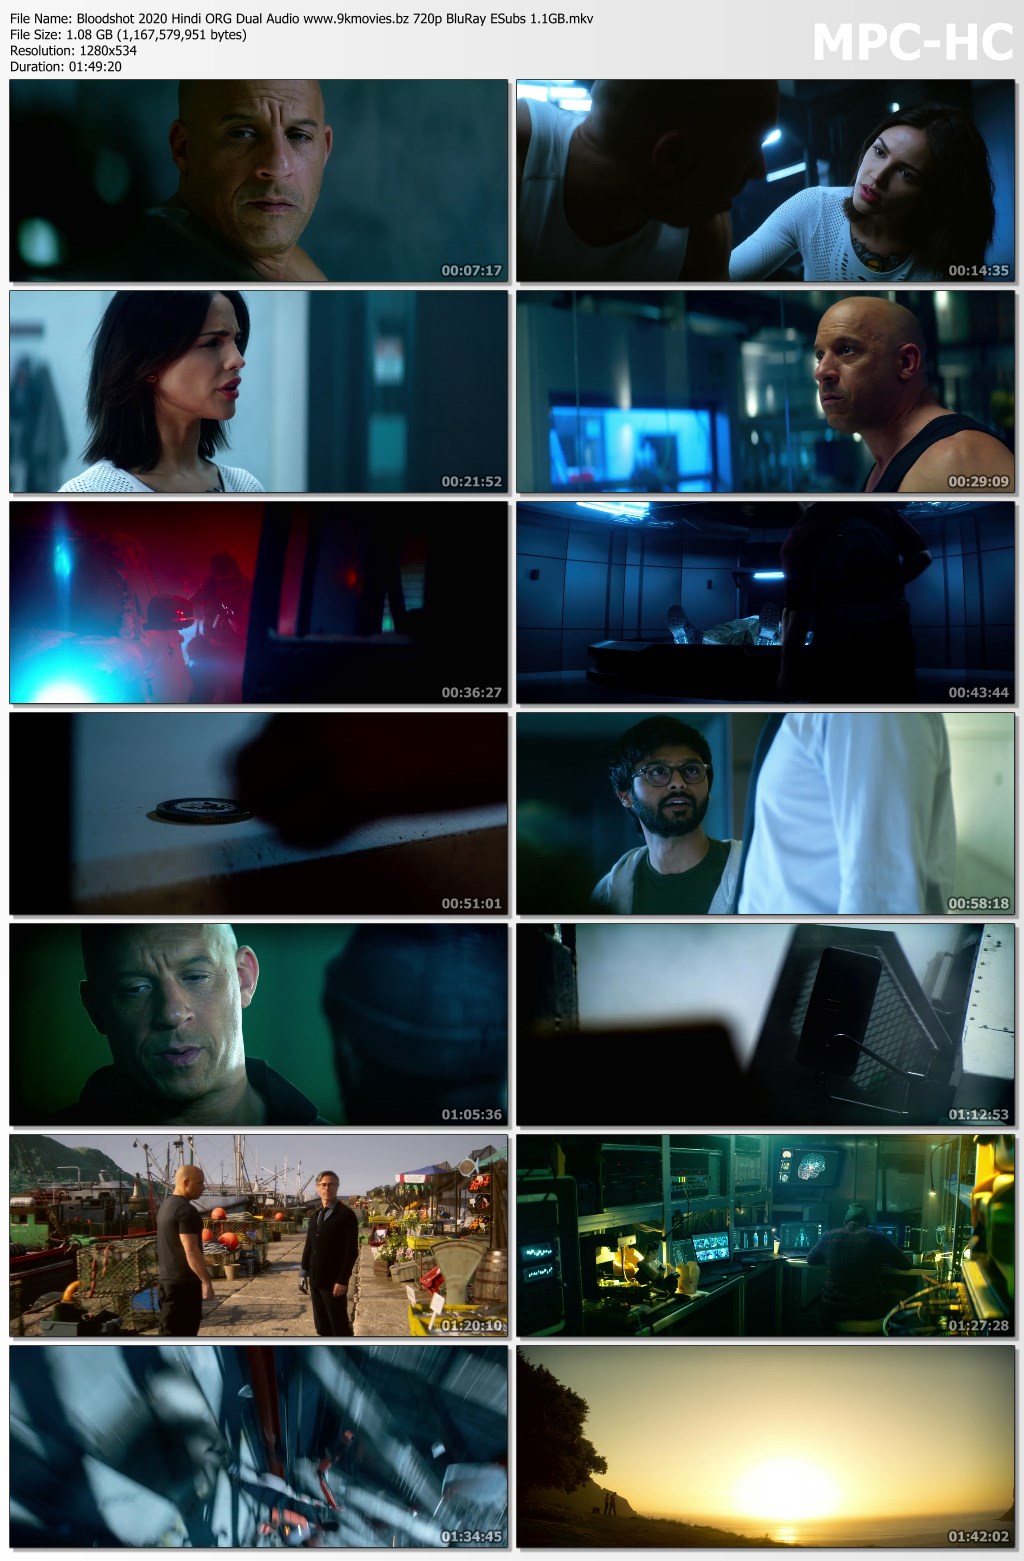 File Name: Bloodshot 2020 Hindi ORG Dual Audio www.9kmovies.bz 720p BluRay ESubs 1.1GB.mkv
File Size: 1.08 GB (1,167,579,951 bytes)
Resolution: 1280x534
Duration: 01:49:20
MPC-HC
00:07:17
00:14:35
00:21:52
00:29:09
00:36:27
00:43:44
00:51:01
00:58:18
01:05:36
01:12:53
01:20:10
01:27:28
01:34:45
01:42:02